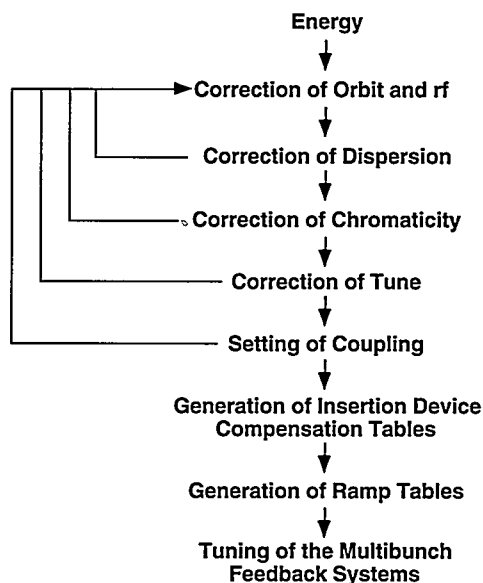 Energy
Correction of Orbit and rf
Correction of Dispersion
Correction of Chromaticity
Correction of Tune
Setting of Coupling
Generation of Insertion Device
Compensation Tables
Generation of Ramp Tables
Tuning of the Multibunch
Feedback Systems